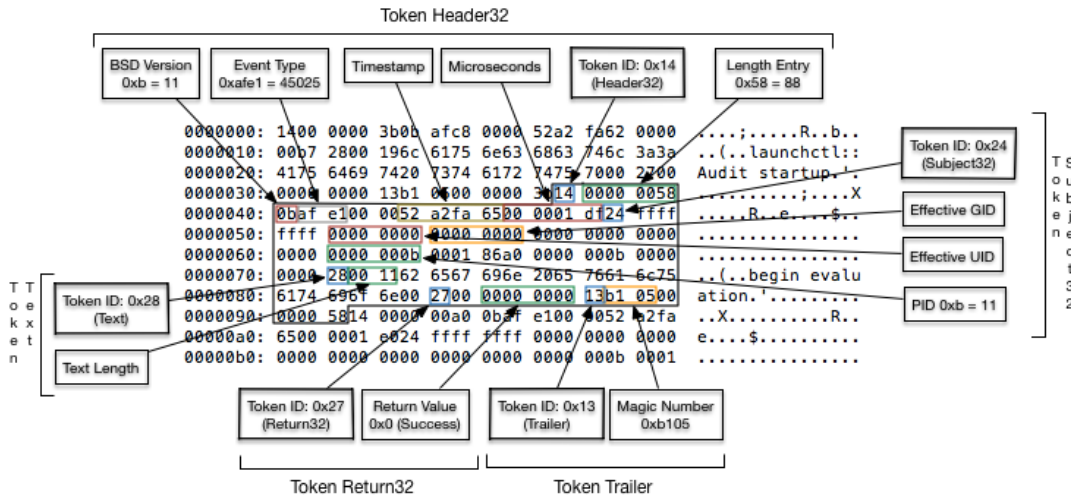 Token Header32
BSD Version
0xb = 11
Event Type
0xafe1 = 45025
Timestamp
Microseconds
Token ID: 0x14
(Header32)
Length Entry
0x58 = 88
0000000: 1400 0000 3b0b afc8 0000 52a2 fa62 0000 ....;.....R..b..
0000010: 00b7 2800 196c 6175 6e63 6863 746c 3a3a ..(..launchctl::
0000020: 4175 6469 7420 7374 6172 7475 7000 2700 Audit startup.'.
0000030: 0000 0000 13b1 0500 0000 3b14 0000 0058 ..........;....X
0000040: 0baf e100 0052 a2fa 6500 0001 df24 ffff .....R..e....$..
0000050: ffff 0000 0000 0000 0000 0000 0000 0000 ................
0000060: 0000 0000 000b 0001 86a0 0000 000b 0000 ................
0000070: 0000 2800 1162 6567 696e 2065 7661 6c75 ..(..begin evalu
0000080: 6174 696f 6e00 2700 0000 0000 13b1 0500 ation.'.........
0000090: 0000 5814 0000 00a0 0baf e100 0052 a2fa ..X..........R..
00000a0: 6500 0001 e024 ffff ffff 0000 0000 0000 e....$..........
00000b0: 0000 0000 0000 0000 0000 0000 000b 0001 ................
Token ID: 0x24
(Subject32)
Effective GID
Effective UID
PID 0xb = 11
Token
Subject32
Token
Text
Token ID: 0x28
(Text)
Text Length
Token ID: 0x27
(Return32)
Return Value
0x0 (Success)
Token ID: 0x13
(Trailer)
Magic Number
0xb105
Token Return32
Token Trailer